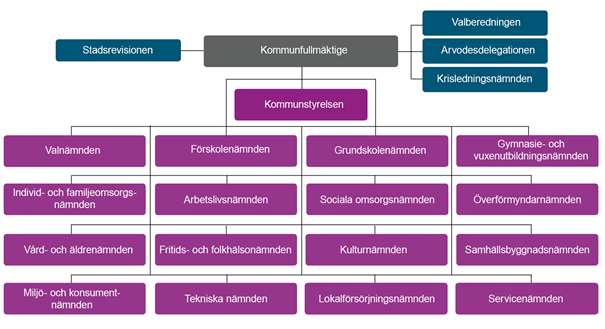 Valberedningen
Stadsrevisionen
Kommunfullmäktige
Arvodesdelegationen
Krisledningsnämnden
Kommunstyrelsen
Valnämnden
Förskolenämnden
Grundskolenämnden
Gymnasie- och
vuxenutbildningsnämnden
Individ- och familjeomsorgs-
nämnden
Arbetslivsnämnden
Sociala omsorgsnämnden
Överförmyndarnämnden
Vård- och äldrenämnden
Fritids- och folkhälsonämnden
Kulturnämnden
Samhällsbyggnadsnämnden
Miljö- och konsument-
nämnden
Tekniska nämnden
Lokalförsörjningsnämnden
Servicenämnden